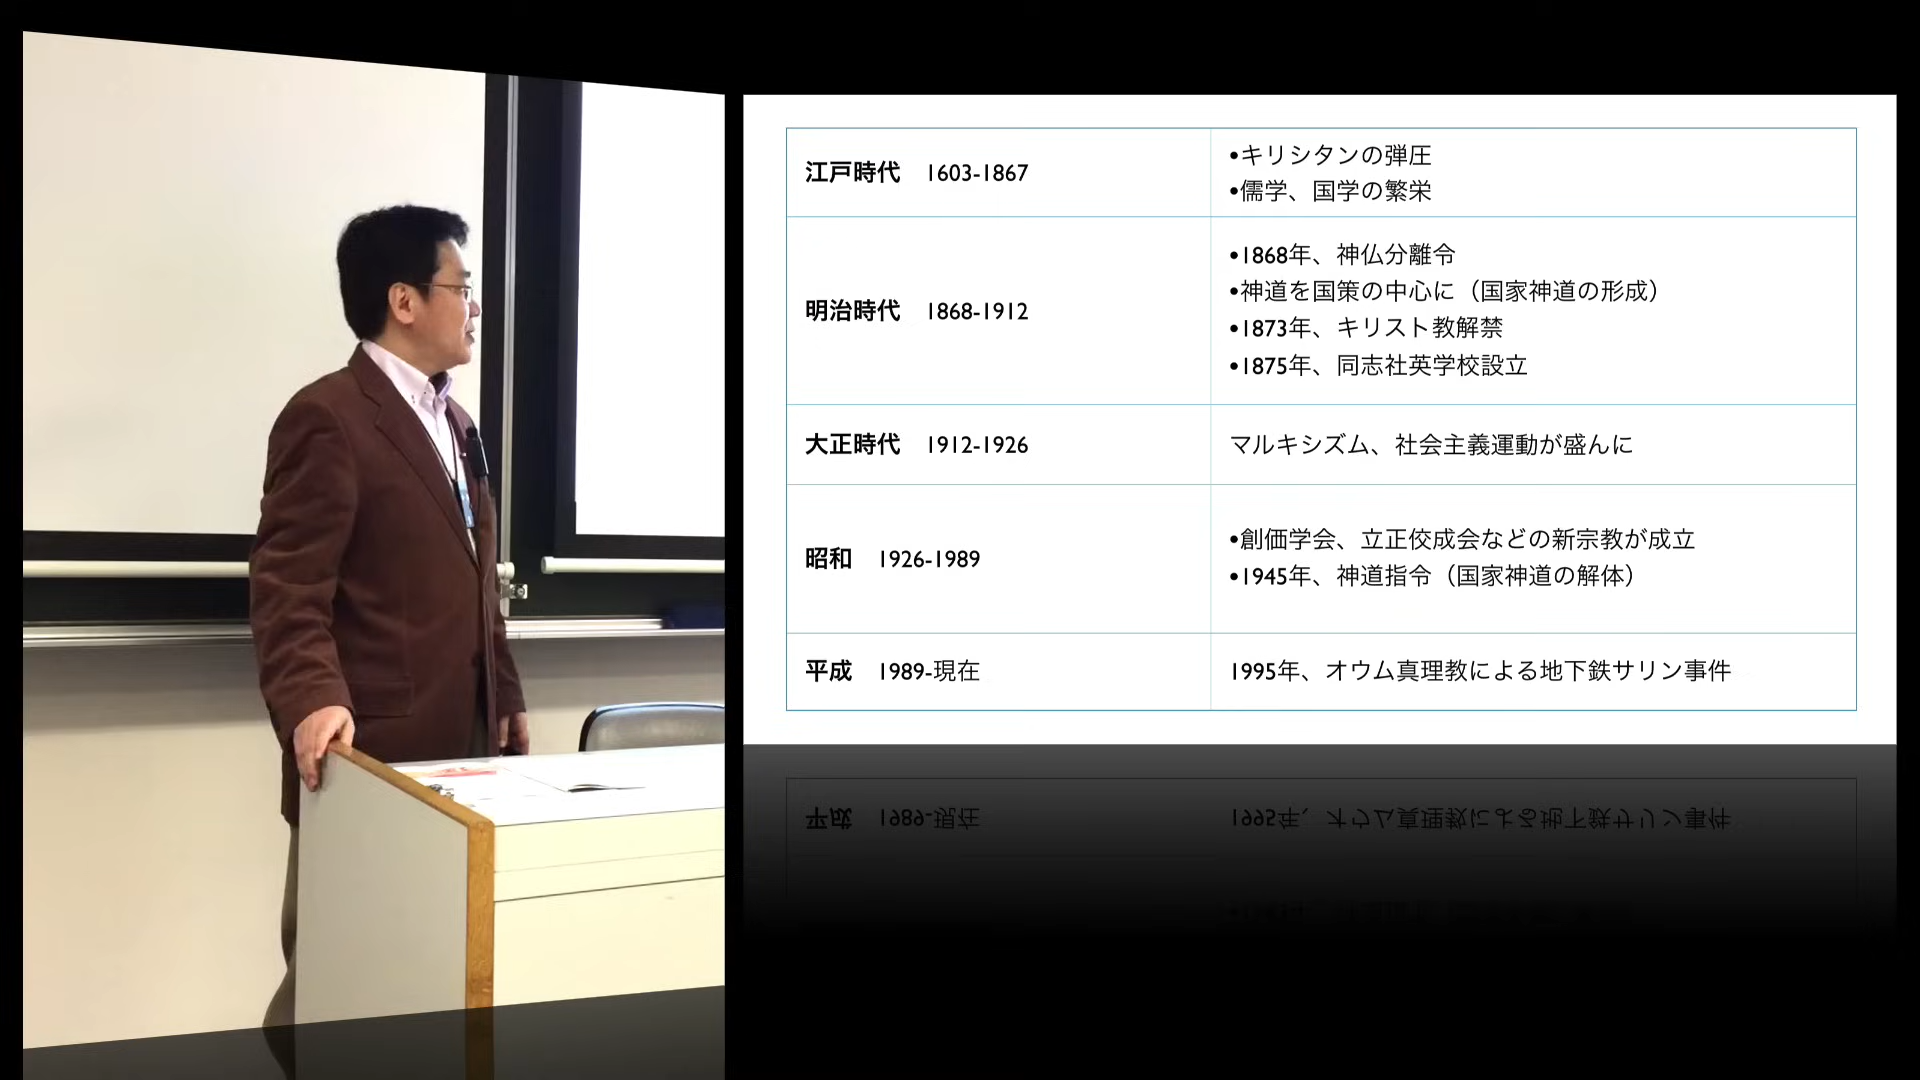 江戸時代　1603-1867
•キリシタンの弾圧
•儒学、国学の繁栄
明治時代　1868-1912
•1868年、神仏分離令
•神道を国策の中心に（国家神道の形成）
•1873年、キリスト教解禁
•1875年、同志社英学校設立
大正時代　1912-1926
マルキシズム、社会主義運動が盛んに
昭和　1926-1989
•創価学会、立正佼成会などの新宗教が成立
•1945年、神道指令（国家神道の解体）
平成　1989-現在
1995年、オウム真理教による地下鉄サリン事件